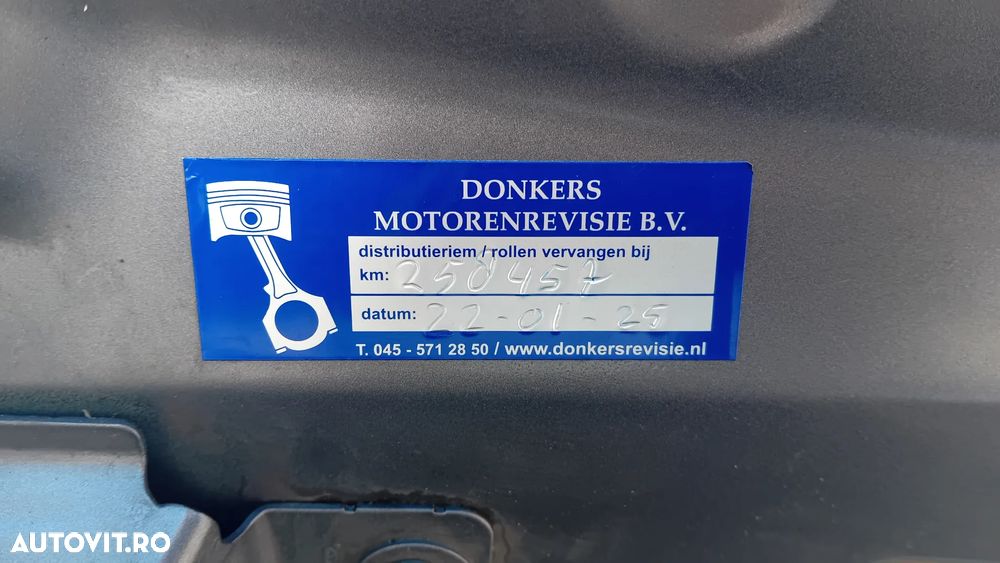 DONKERS
MOTORENREVISIE B.V.
distributieriem / rollen vervangen bij
km: 250457
datum: 22-01-25
T. 045 - 571 28 50 / www.donkersrevisie.nl
AUTOVIT.RO